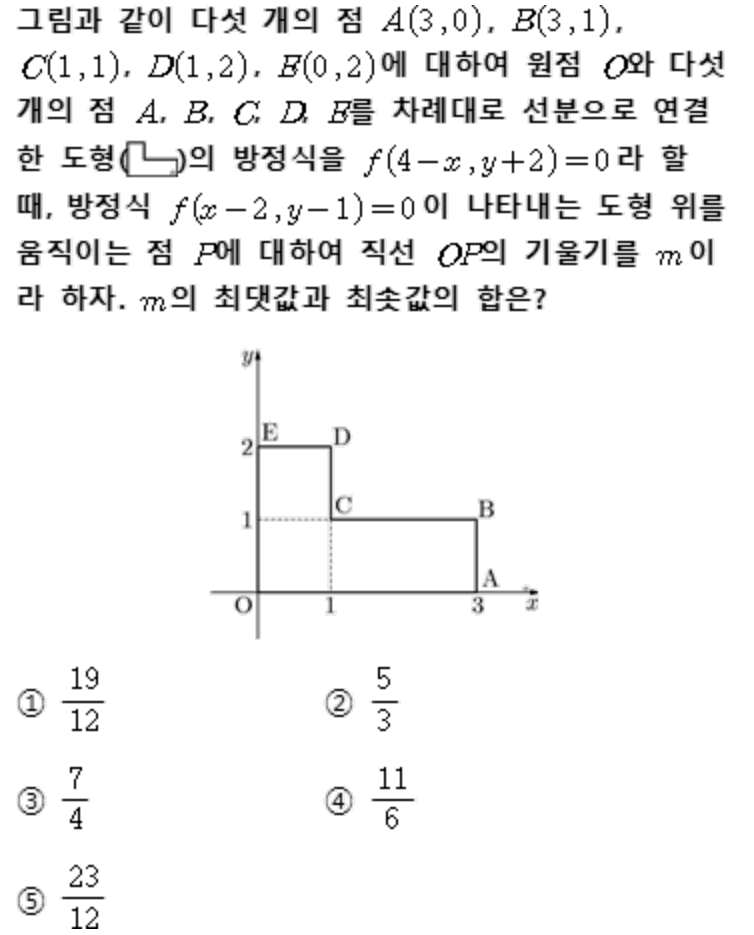 그림과 같이 다섯 개의 점 A(3,0), B(3,1),
C(1,1), D(1,2), E(0,2)에 대하여 원점 O와 다섯
개의 점 A, B, C, D, E를 차례대로 선분으로 연결
한 도형()의 방정식을 f(4-x,y+2)=0라 할
때, 방정식 f(x-2,y-1)=0이 나타내는 도형 위를
움직이는 점 P에 대하여 직선 OP의 기울기를 m이
라 하자. m의 최댓값과 최솟값의 합은?
y
E D
2
C B
1
A
O 1 3 x
① 19/12 ② 5/3
③ 7/4 ④ 11/6
⑤ 23/12